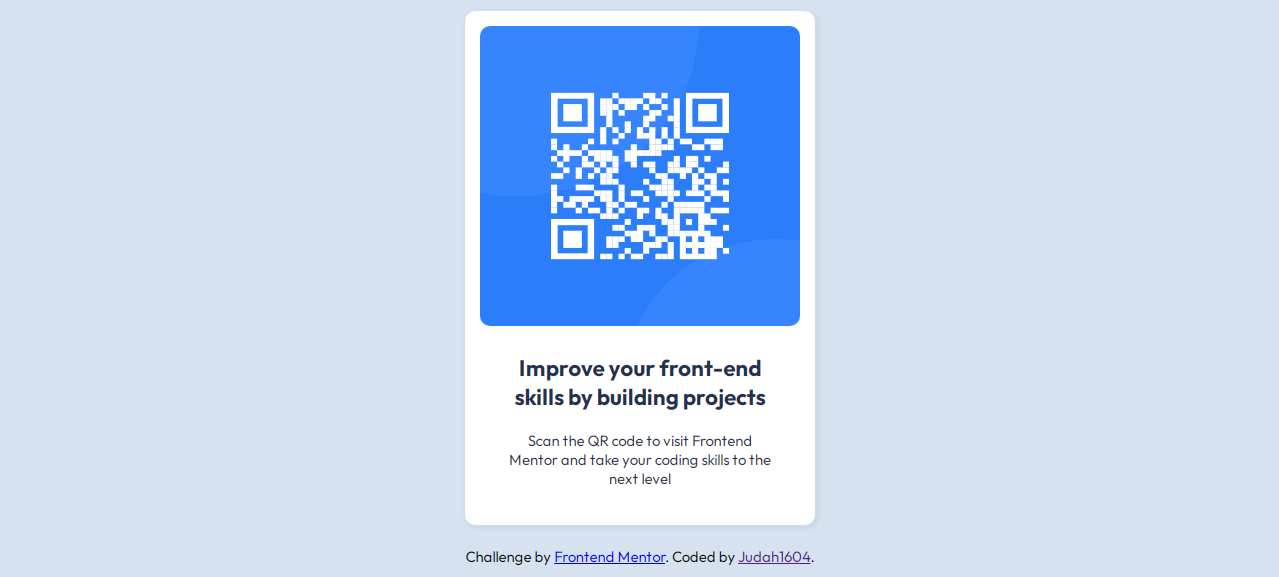 Improve your front-end
skills by building projects
Scan the QR code to visit Frontend
Mentor and take your coding skills to the
next level
Challenge by Frontend Mentor. Coded by Judah1604.